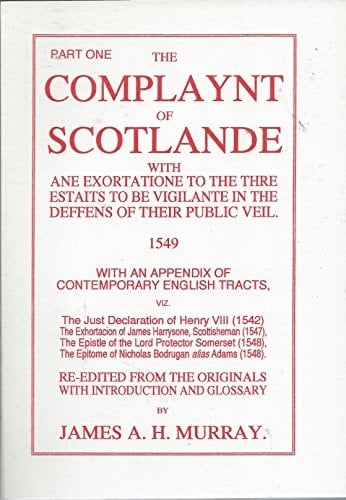 PART ONE
THE
COMPLAYNT
OF
SCOTLANDE
WITH
ANE EXORTATIONE TO THE THRE
ESTAITS TO BE VIGILANTE IN THE
DEFFENS OF THEIR PUBLIC VEIL.
1549
WITH AN APPENDIX OF
CONTEMPORARY ENGLISH TRACTS,
VIZ.
The Just Declaration of Henry VIII (1542)
The Exhortacion of James Harrysone, Scottisheman (1547),
The Epistle of the Lord Protector Somerset (1548),
The Epitome of Nicholas Bodrugan alias Adams (1548).
RE-EDITED FROM THE ORIGINALS
WITH INTRODUCTION AND GLOSSARY
BY
JAMES A. H. MURRAY.